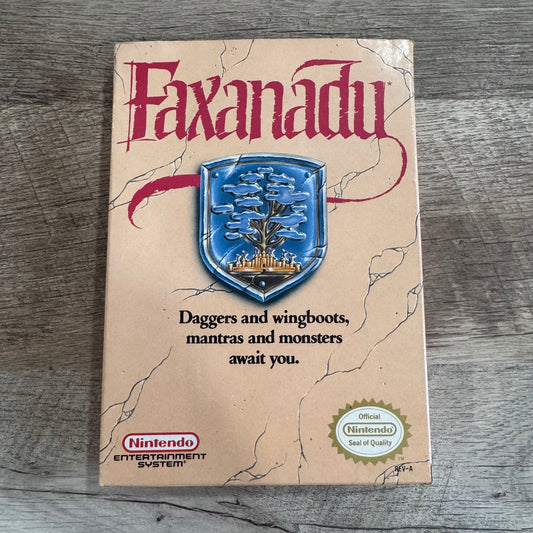 Faxanadu
Daggers and wingboots,
mantras and monsters
await you.
Official
Nintendo
Seal of Quality
TM
Nintendo
ENTERTAINMENT
SYSTEM®
REV-A